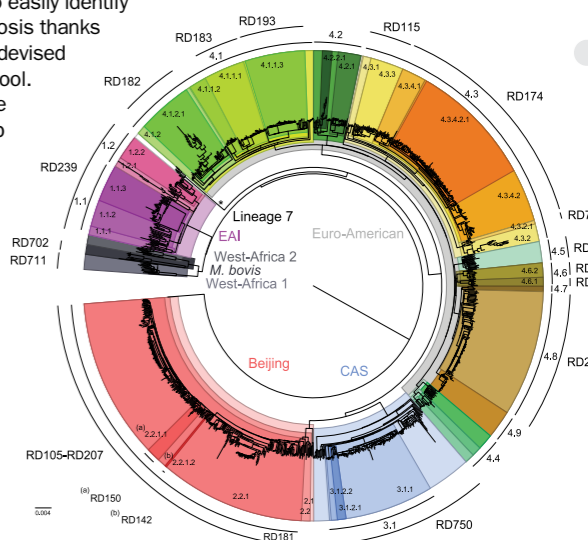 o easily identify
osis thanks
devised
ool.
e
o
RD193
RD183
4.1
4.2
RD115
RD182
4.1.1.1
4.1.1.3
4.1.1.2
4.2.2.1
4.2.1
4.3.1
4.3.3
4.3.4.1
4.3
RD174
4.1.2.1
4.1.2
4.3.4.2.1
1.2
1.2.2
1.2.1
RD239
1.1.3
1.1
1.1.2
1.1.1
4.3.4.2
Lineage 7
EAI
Euro-American
4.3.2.1
4.3.2
RD7
RD702
RD711
West-Africa 2
M. bovis
West-Africa 1
4.5
RD
4.6.2
4.6
RD
4.6.1
RD
4.7
RD2
4.8
Beijing
CAS
4.9
4.4
(a)
2.2.1.1
(b)
2.2.1.2
RD105-RD207
2.2.1
2.1
2.2
3.1.2.2
3.1.2.1
3.1.1
3.1
(a) RD150
0.004
(b) RD142
RD181
RD750